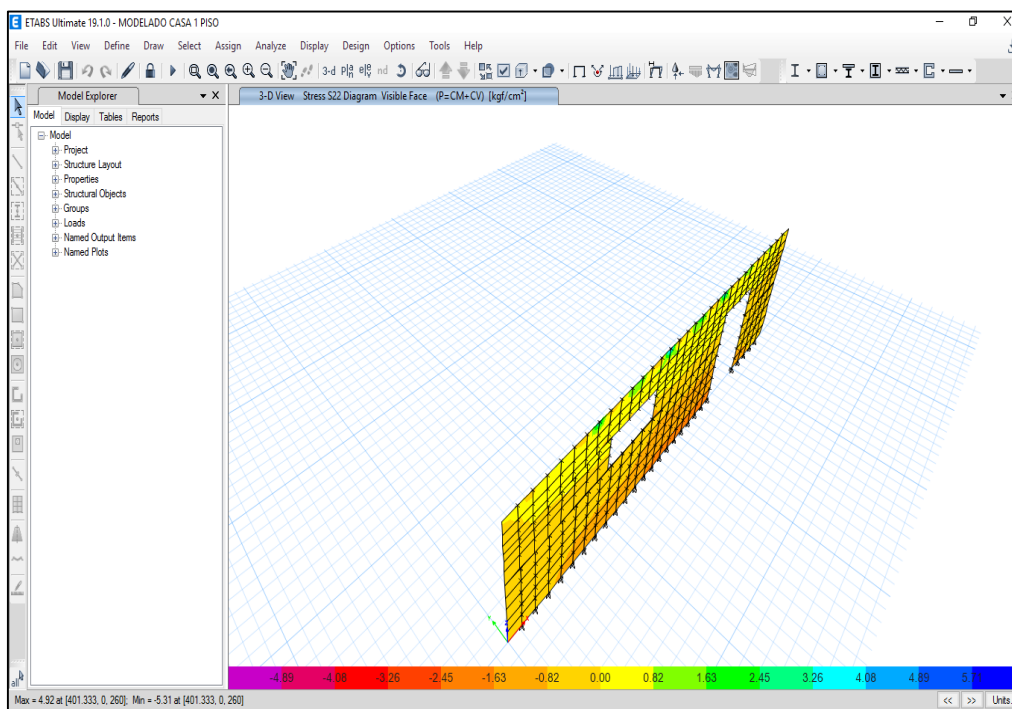 ETABS Ultimate 19.1.0 - MODELADO CASA 1 PISO
File Edit View Define Draw Select Assign Analyze Display Design Options Tools Help
3-d Pla ele nd
Model Explorer
3-D View Stress S22 Diagram Visible Face (P=CM+CV) [kgf/cm²]
Model Display Tables Reports
Model
Project
Structure Layout
Properties
Structural Objects
Groups
Loads
Named Output Items
Named Plots
all
-4.89 -4.08 -3.26 -2.45 -1.63 -0.82 0.00 0.82 1.63 2.45 3.26 4.08 4.89
Max = 4.92 at [401.333, 0, 260]; Min = -5.31 at [401.333, 0, 260]
<< >> Units...